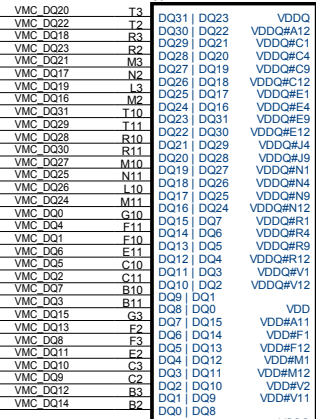 VMC_DQ20 T3 DQ31 | DQ23 VDDQ
VMC_DQ22 T2 DQ30 | DQ22 VDDQ#A12
VMC_DQ18 R3 DQ29 | DQ21 VDDQ#C1
VMC_DQ23 R2 DQ28 | DQ20 VDDQ#C4
VMC_DQ21 M3 DQ27 | DQ19 VDDQ#C9
VMC_DQ17 N2 DQ26 | DQ18 VDDQ#C12
VMC_DQ19 L3 DQ25 | DQ17 VDDQ#E1
VMC_DQ16 M2 DQ24 | DQ16 VDDQ#E4
VMC_DQ31 T10 DQ23 | DQ31 VDDQ#E9
VMC_DQ29 T11 DQ22 | DQ30 VDDQ#E12
VMC_DQ28 R10 DQ21 | DQ29 VDDQ#J4
VMC_DQ30 R11 DQ20 | DQ28 VDDQ#J9
VMC_DQ27 M10 DQ19 | DQ27 VDDQ#N1
VMC_DQ25 N11 DQ18 | DQ26 VDDQ#N4
VMC_DQ26 L10 DQ17 | DQ25 VDDQ#N9
VMC_DQ24 M11 DQ16 | DQ24 VDDQ#N12
VMC_DQ0 G10 DQ15 | DQ7 VDDQ#R1
VMC_DQ4 F11 DQ14 | DQ6 VDDQ#R4
VMC_DQ1 F10 DQ13 | DQ5 VDDQ#R9
VMC_DQ6 E11 DQ12 | DQ4 VDDQ#R12
VMC_DQ5 C10 DQ11 | DQ3 VDDQ#V1
VMC_DQ2 C11 DQ10 | DQ2 VDDQ#V12
VMC_DQ7 B10 DQ9 | DQ1
VMC_DQ3 B11 DQ8 | DQ0 VDD
VMC_DQ15 G3 DQ7 | DQ15 VDD#A11
VMC_DQ13 F2 DQ6 | DQ14 VDD#F1
VMC_DQ8 F3 DQ5 | DQ13 VDD#F12
VMC_DQ11 E2 DQ4 | DQ12 VDD#M1
VMC_DQ10 C3 DQ3 | DQ11 VDD#M12
VMC_DQ9 C2 DQ2 | DQ10 VDD#V2
VMC_DQ12 B3 DQ1 | DQ9 VDD#V11
VMC_DQ14 B2 DQ0 | DQ8